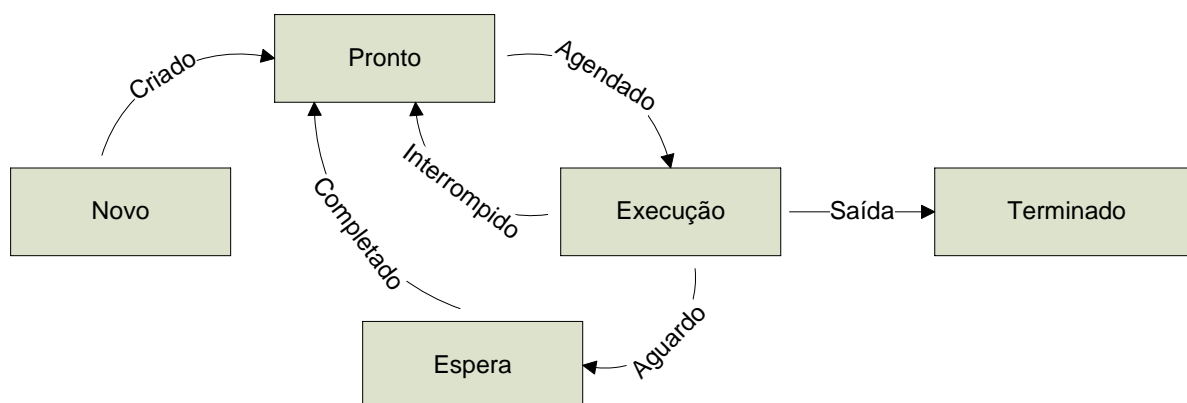 Pronto
Criado
Agendado
Interrompido
Completado
Novo
Execução
Saída
Terminado
Aguardo
Espera